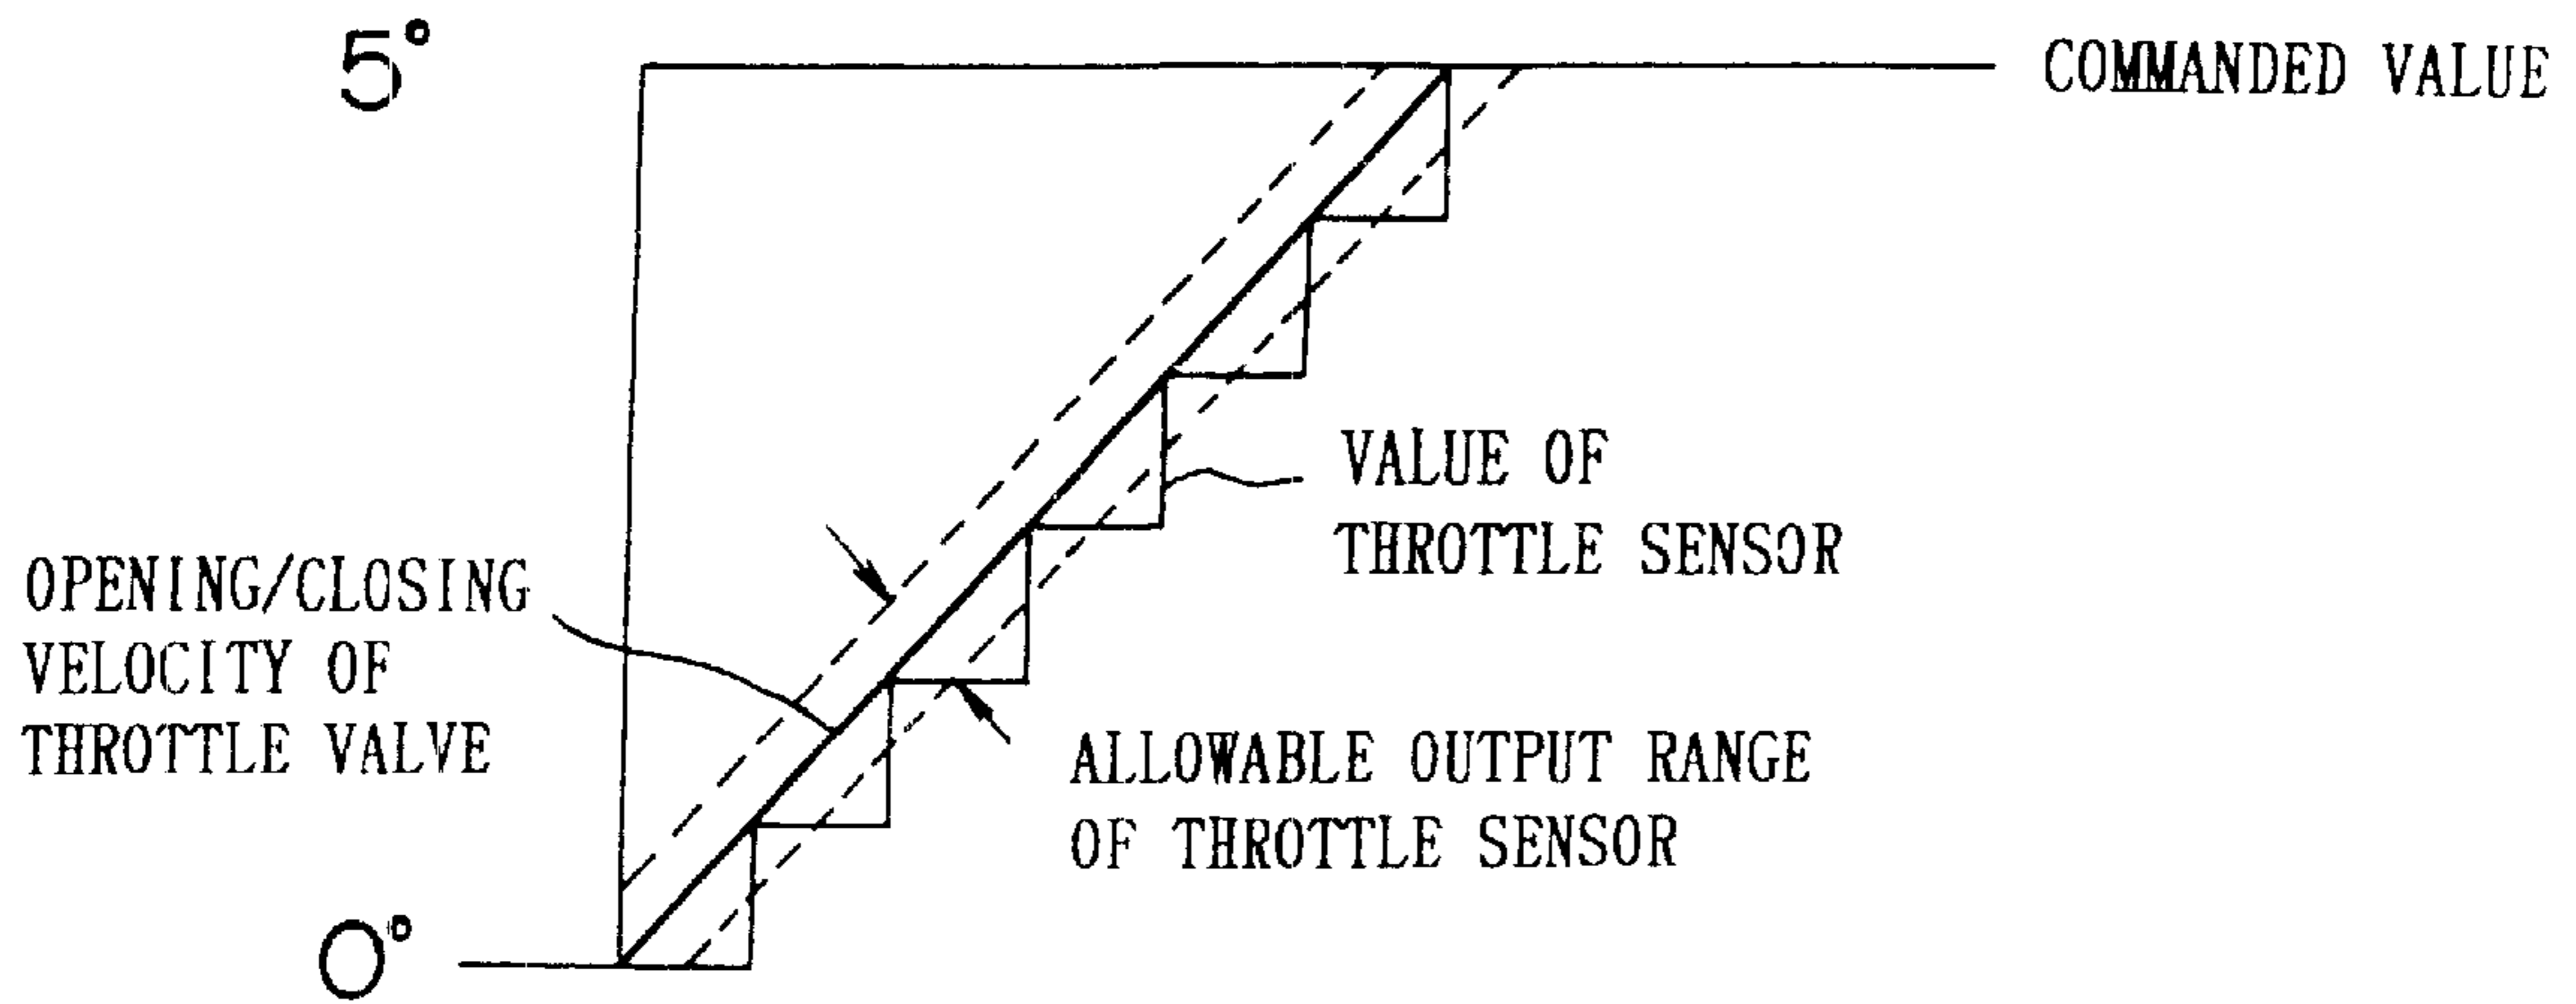 5°
COMMANDED VALUE
VALUE OF
THROTTLE SENSOR
OPENING/CLOSING
VELOCITY OF
THROTTLE VALVE
ALLOWABLE OUTPUT RANGE
OF THROTTLE SENSOR
0°